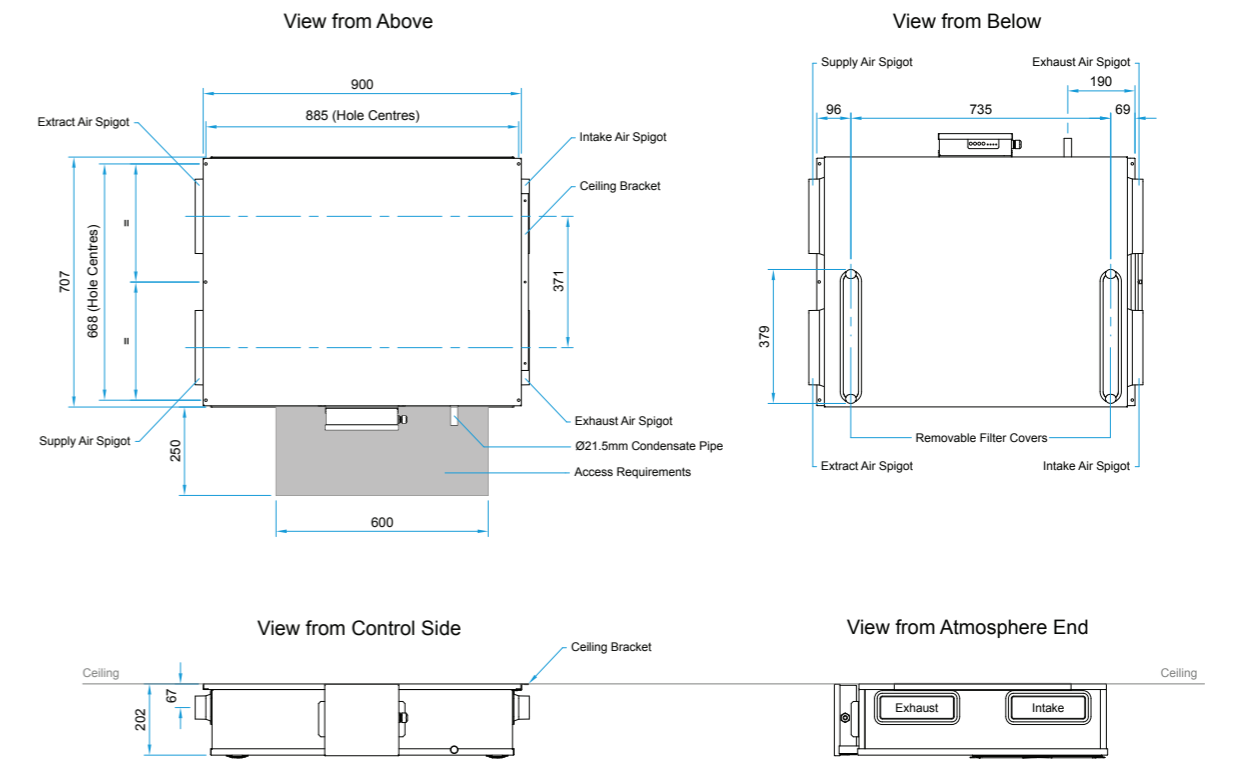 View from Above
View from Below
Supply Air Spigot
Exhaust Air Spigot
900
190
885 (Hole Centres)
96
735
69
Extract Air Spigot
Intake Air Spigot
Ceiling Bracket
=
707
668 (Hole Centres)
371
=
379
Supply Air Spigot
250
Exhaust Air Spigot
Ø21.5mm Condensate Pipe
Access Requirements
Removable Filter Covers
Extract Air Spigot
Intake Air Spigot
600
View from Control Side
View from Atmosphere End
Ceiling Bracket
Ceiling
Ceiling
67
202
Exhaust
Intake